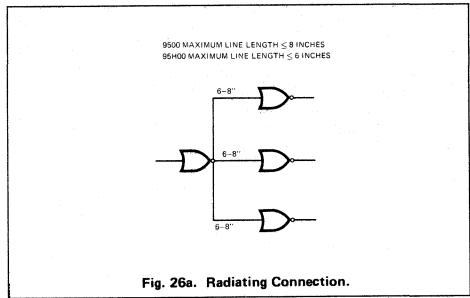 9500 MAXIMUM LINE LENGTH ≤ 8 INCHES
95H00 MAXIMUM LINE LENGTH ≤ 6 INCHES
6-8"
6-8"
6-8"
Fig. 26a. Radiating Connection.